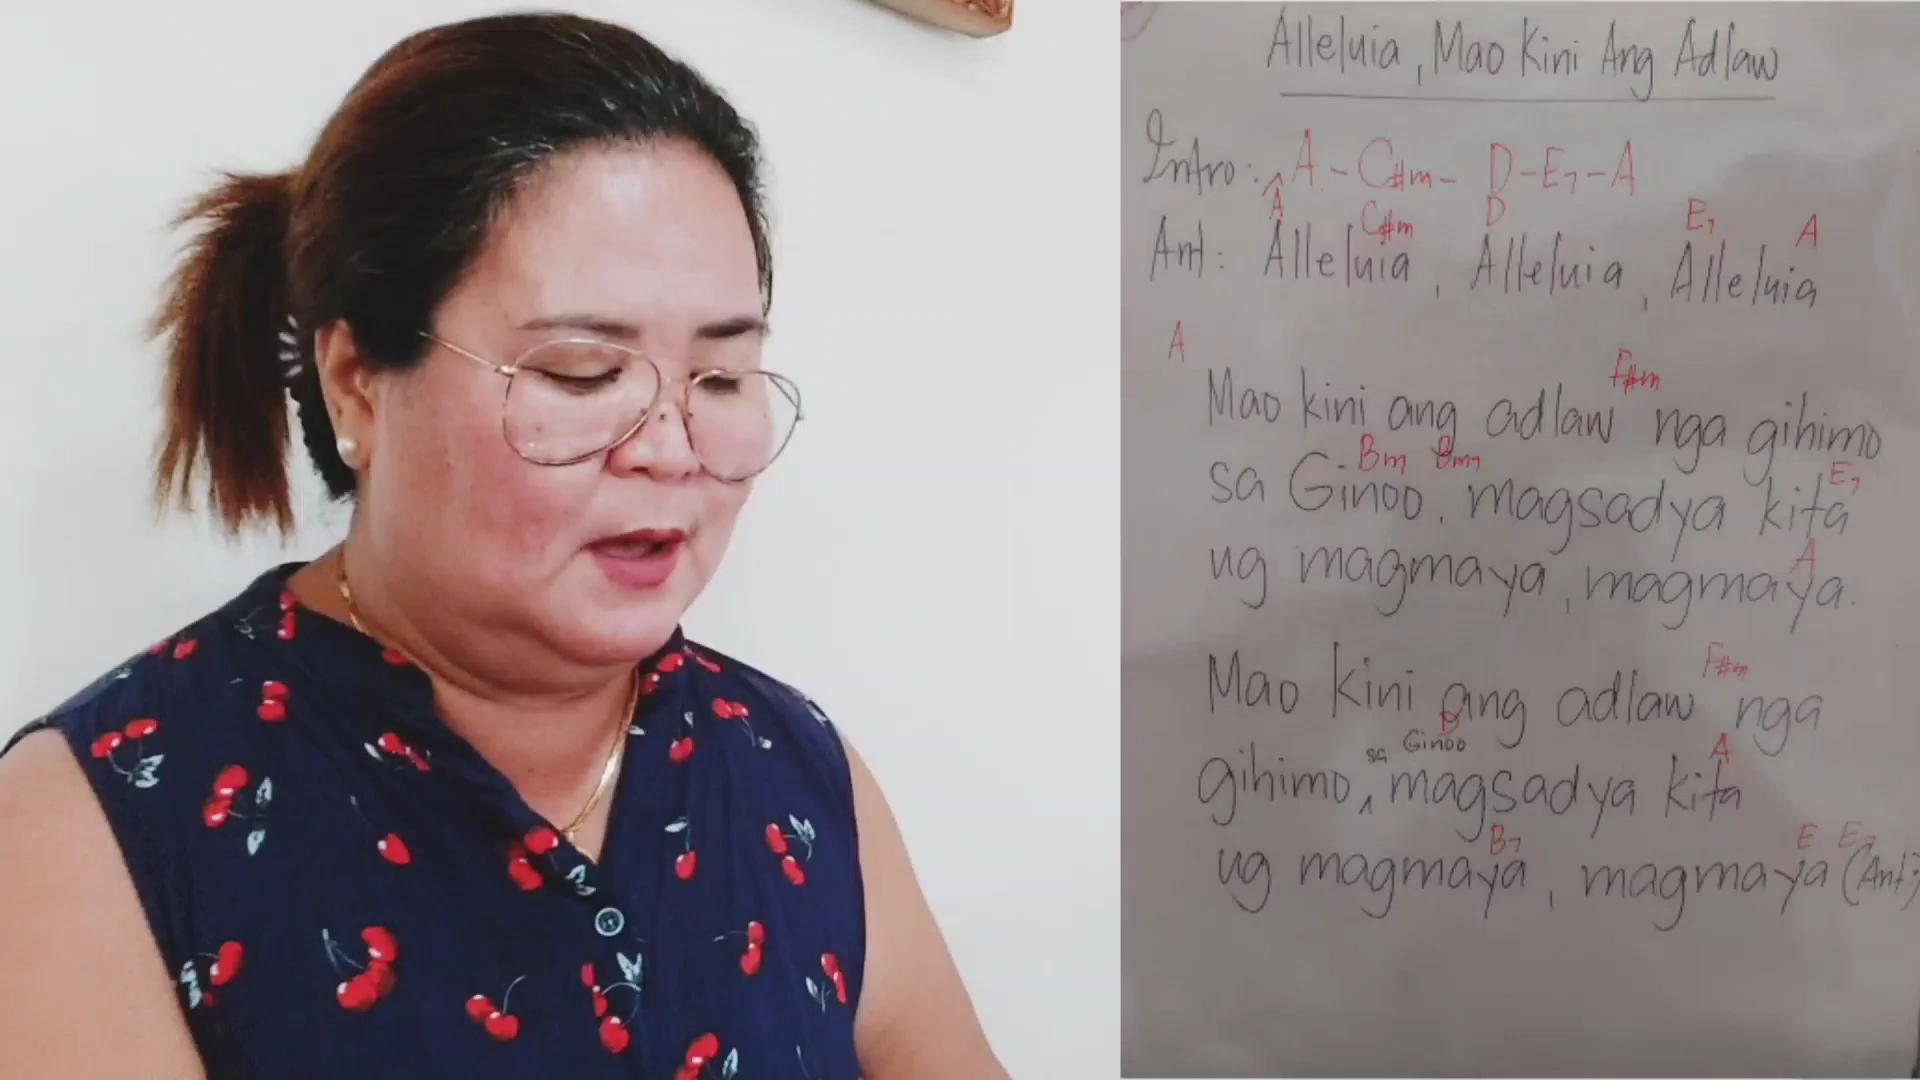 Alleluia, Mao Kini Ang Adlaw
Intro: A - C#m - D - E7 - A
A C#m D E7 A
Ant: Alleluia, Alleluia, Alleluia
A F#m
Mao kini ang adlaw nga gihimo
Bm Bm7 E7
sa Ginoo, magsadya kita
A
ug magmaya, magmaya.
F#m
Mao kini ang adlaw nga
D A
sa Ginoo
gihimo, magsadya kita
B7 E E7
ug magmaya, magmaya (Ant:)